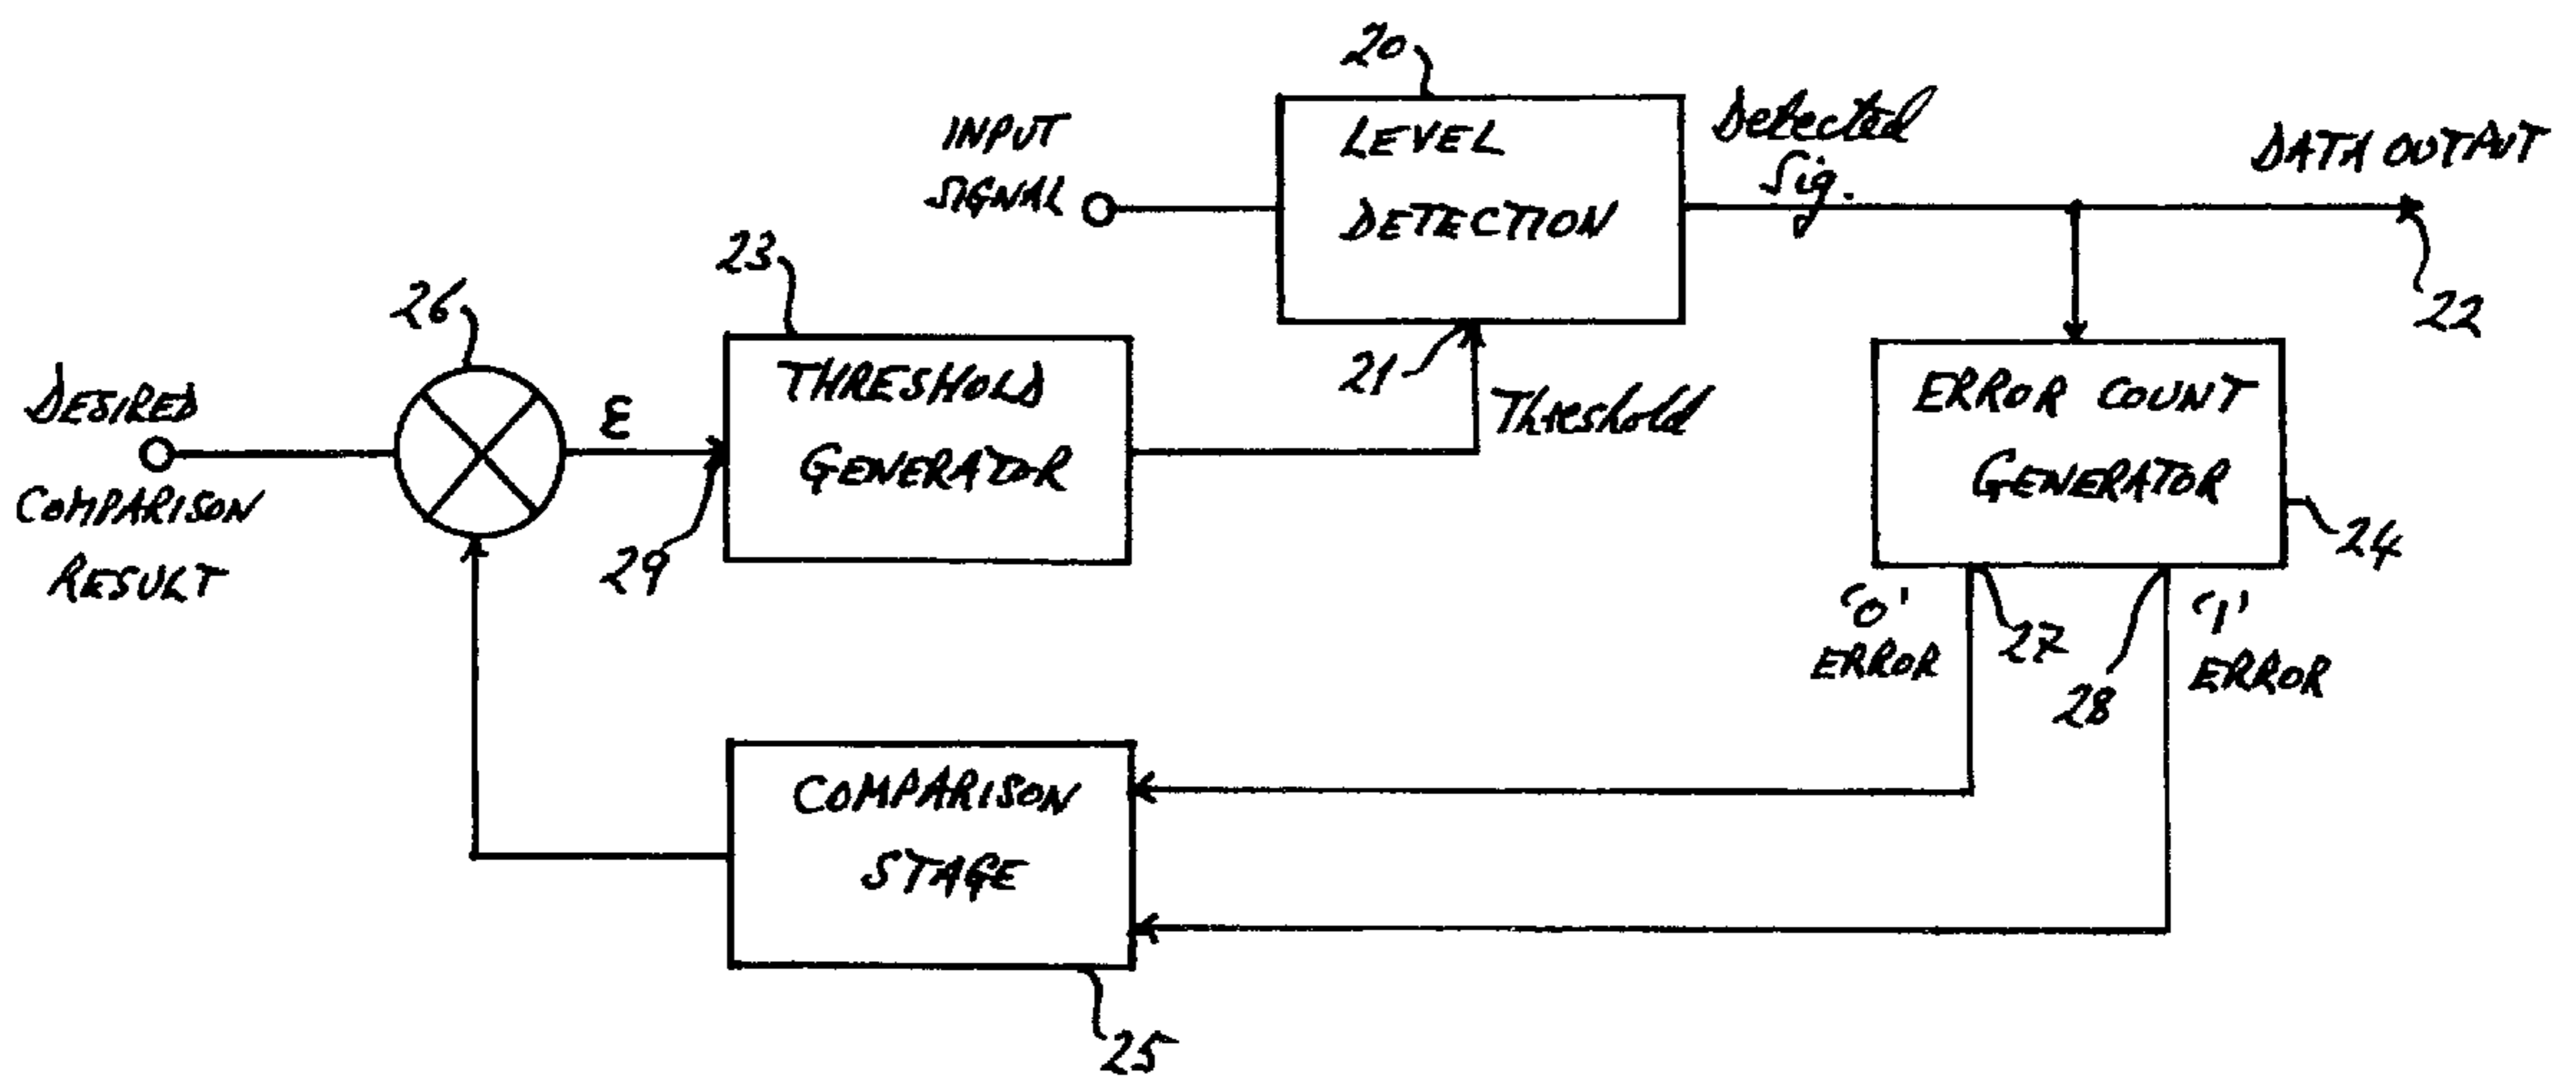 20
INPUT
SIGNAL
LEVEL
DETECTION
Detected
Sig.
DATA OUTPUT
22
23
26
DESIRED
COMPARISON
RESULT
ε
29
THRESHOLD
GENERATOR
21
Threshold
ERROR COUNT
GENERATOR
24
'0'
ERROR
27
28
'1'
ERROR
COMPARISON
STAGE
25